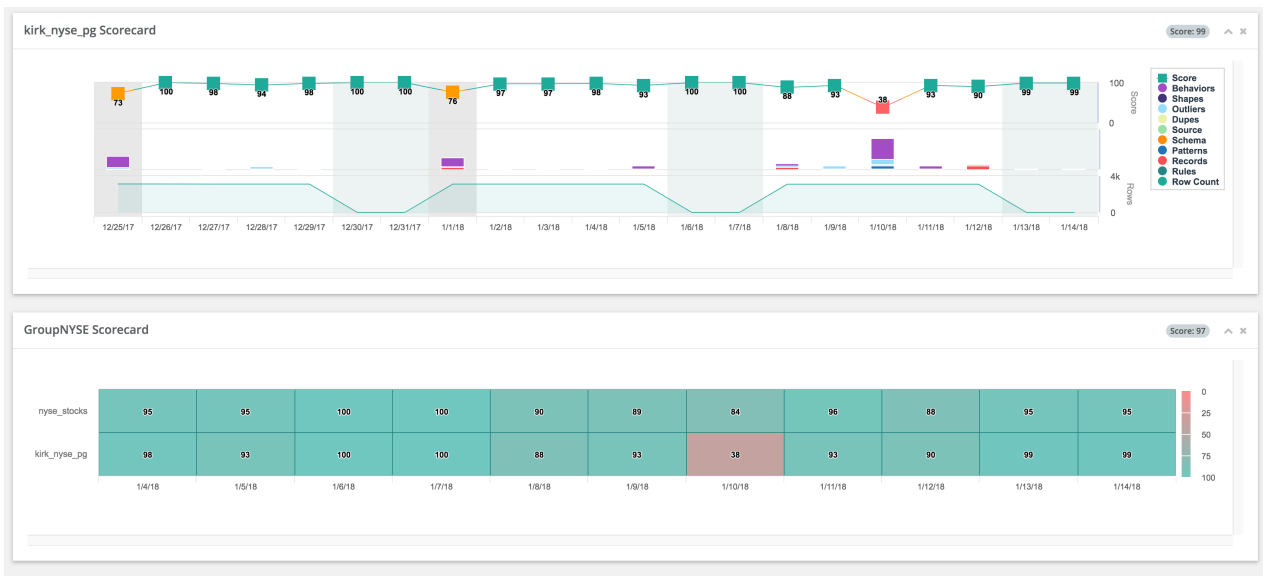 kirk_nyse_pg Scorecard
Score: 99
73 100 98 94 98 100 100 76 97 97 98 93 100 100 88 93 38 93 90 99 99
100
0
Score
4k
0
Rows
12/25/17 12/26/17 12/27/17 12/28/17 12/29/17 12/30/17 12/31/17 1/1/18 1/2/18 1/3/18 1/4/18 1/5/18 1/6/18 1/7/18 1/8/18 1/9/18 1/10/18 1/11/18 1/12/18 1/13/18 1/14/18
Score
Behaviors
Shapes
Outliers
Dupes
Source
Schema
Patterns
Records
Rules
Row Count
GroupNYSE Scorecard
Score: 97
nyse_stocks 95 95 100 100 90 89 84 96 88 95 95
kirk_nyse_pg 98 93 100 100 88 93 38 93 90 99 99
1/4/18 1/5/18 1/6/18 1/7/18 1/8/18 1/9/18 1/10/18 1/11/18 1/12/18 1/13/18 1/14/18
0
25
50
75
100